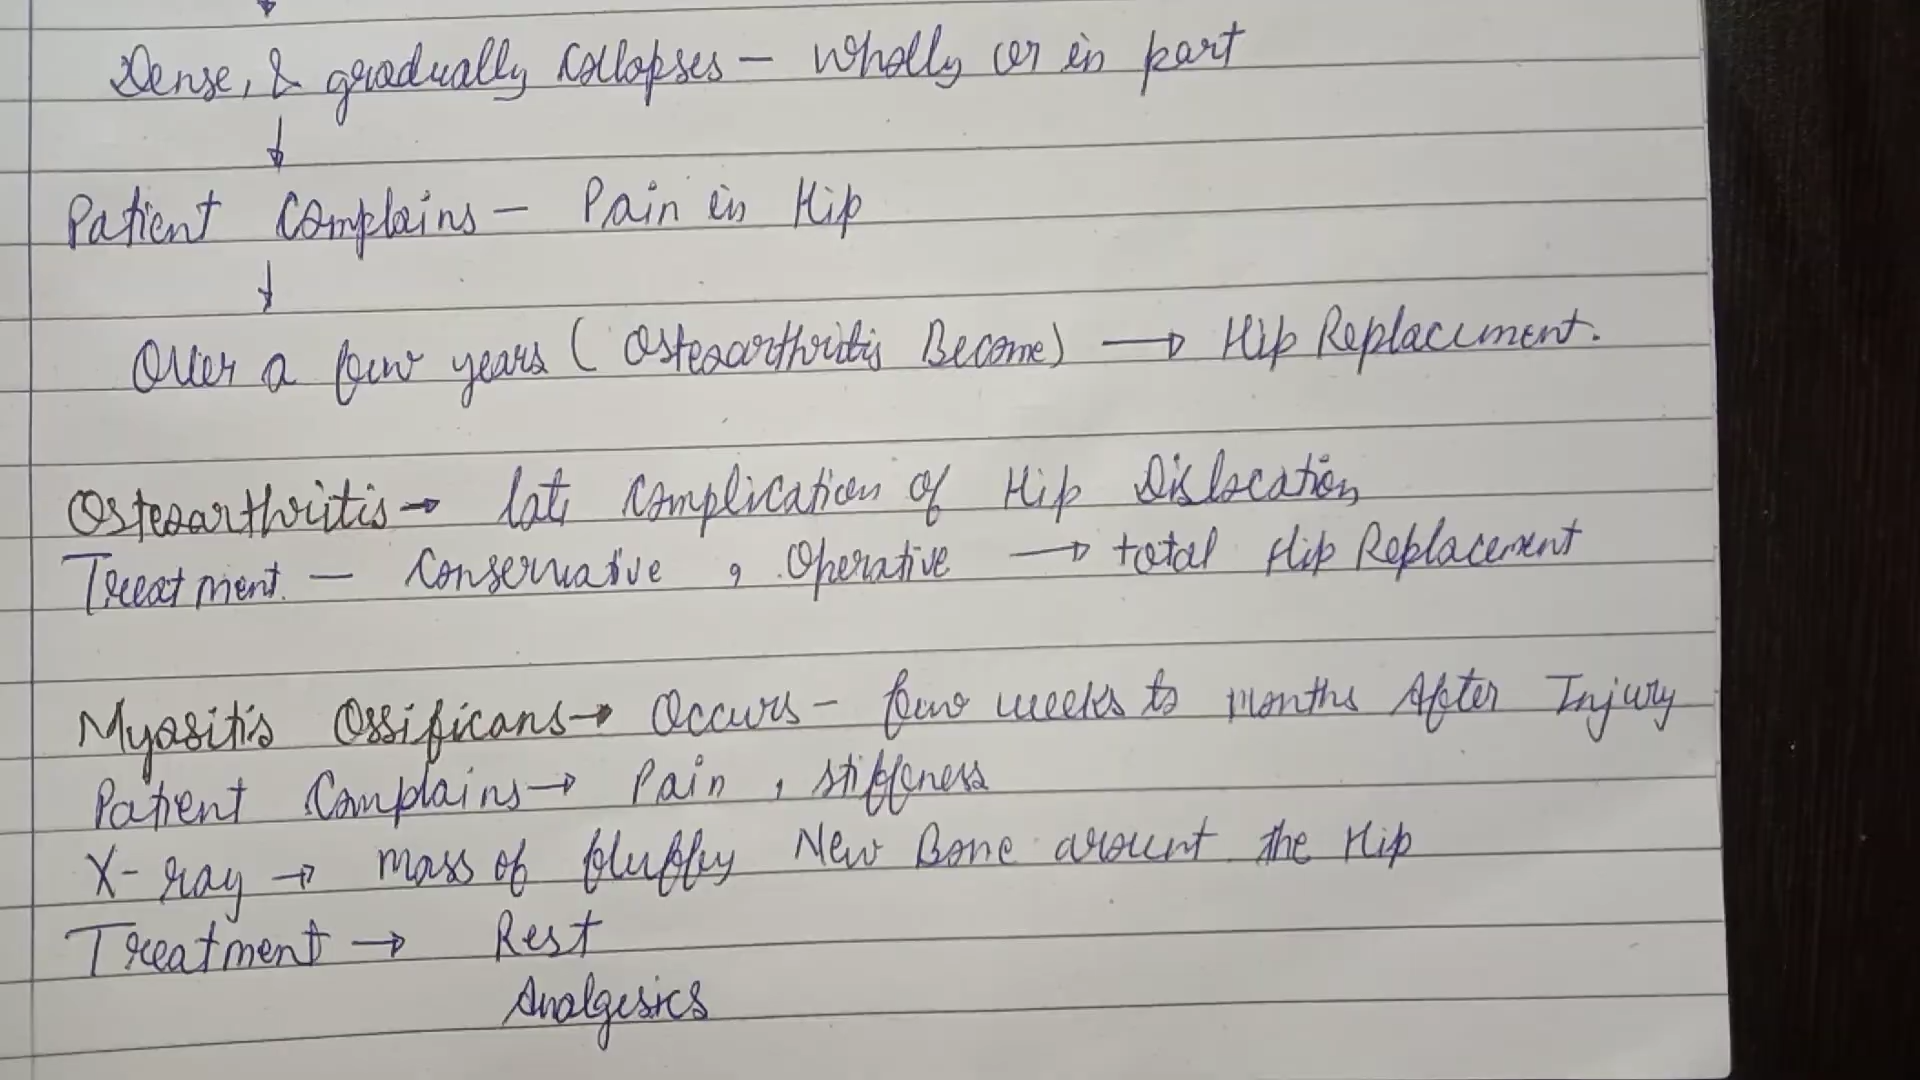 Dense, & gradually collapses - wholly or in part
↓
Patient Complains - Pain in Hip
↓
Over a few years (Osteoarthritis Become) → Hip Replacement.
Osteoarthritis → late Complication of Hip Dislocation
Treatment - Conservative , Operative → total Hip Replacement
Myositis Ossificans → Occurs - few weeks to months After Injury
Patient Complains → Pain , stiffness
X-ray → mass of fluffy New Bone arount the Hip
Treatment → Rest
Analgesics